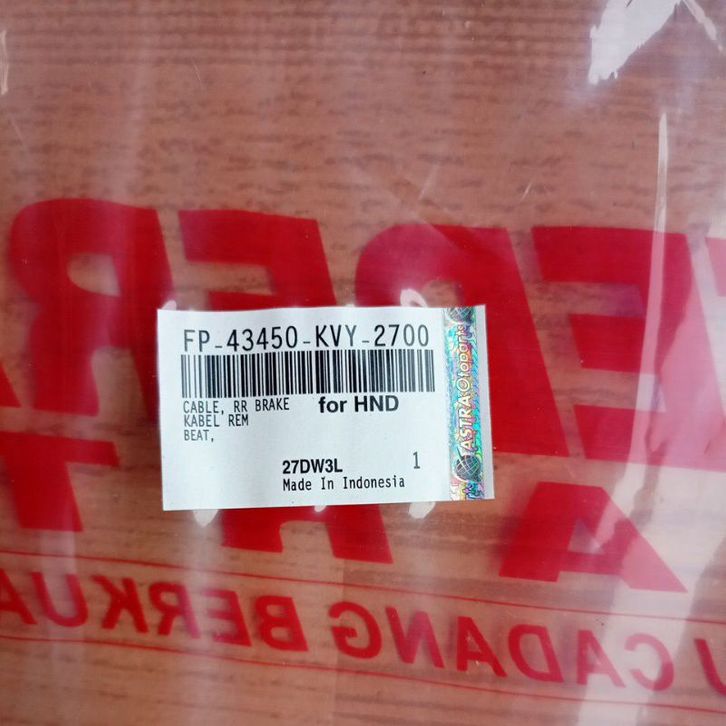 FP-43450-KVY-2700
CABLE, RR BRAKE for HND
KABEL REM
BEAT,
27DW3L 1
Made In Indonesia
ASTRA Otoparts
U CADANG BERKUA